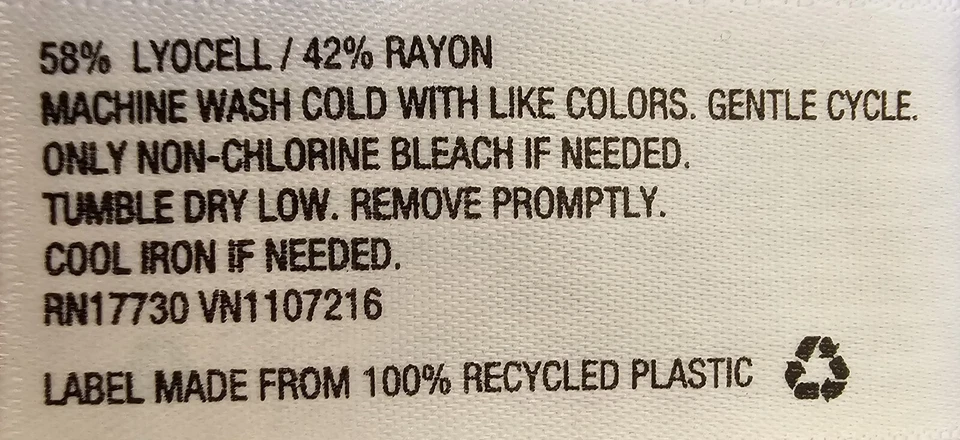 58% LYOCELL / 42% RAYON
MACHINE WASH COLD WITH LIKE COLORS. GENTLE CYCLE.
ONLY NON-CHLORINE BLEACH IF NEEDED.
TUMBLE DRY LOW. REMOVE PROMPTLY.
COOL IRON IF NEEDED.
RN17730 VN1107216
LABEL MADE FROM 100% RECYCLED PLASTIC